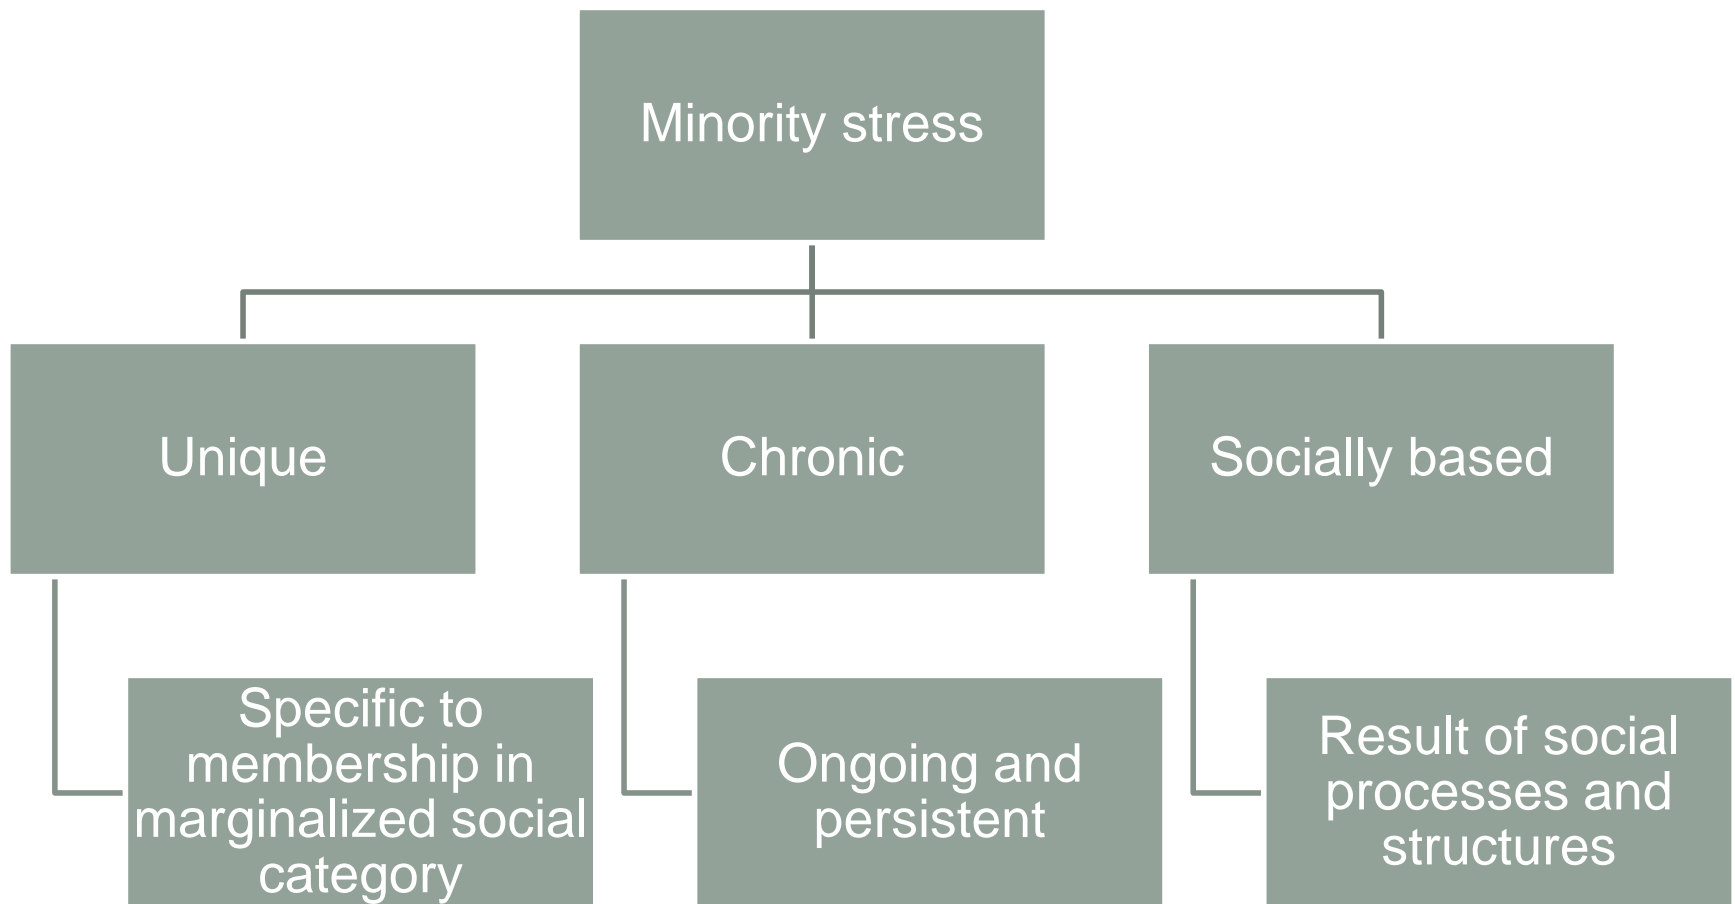 Minority stress
Unique
Chronic
Socially based
Specific to
membership in
marginalized social
category
Ongoing and
persistent
Result of social
processes and
structures